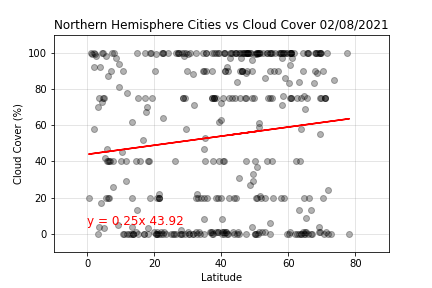 Northern Hemisphere Cities vs Cloud Cover 02/08/2021
Cloud Cover (%)
100
80
60
40
20
0
y = 0.25x 43.92
0
20
40
60
80
Latitude